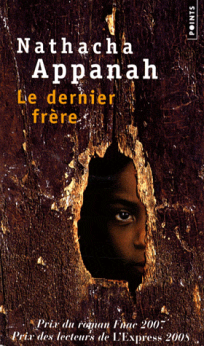 POINTS
Nathacha
Appanah
Le dernier
frère
Prix du roman Fnac 2007
Prix des lecteurs de L'Express 2008